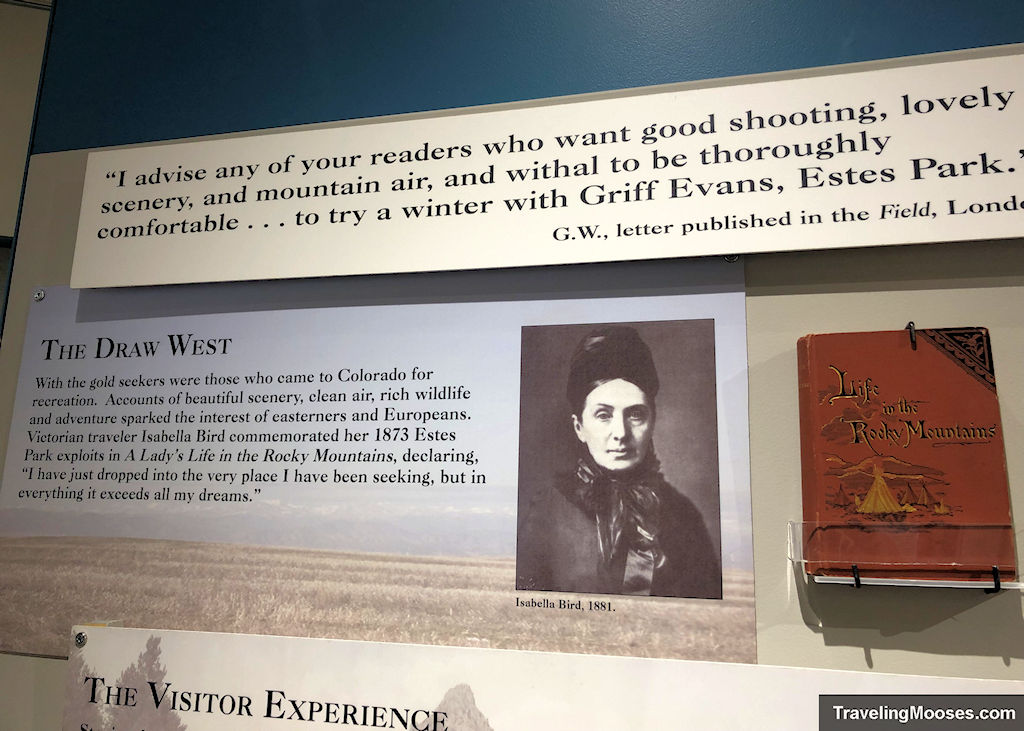 “I advise any of your readers who want good shooting, lovely
scenery, and mountain air, and withal to be thoroughly
comfortable . . . to try a winter with Griff Evans, Estes Park.”
G.W., letter published in the Field,
THE DRAW WEST
With the gold seekers were those who came to Colorado for
recreation. Accounts of beautiful scenery, clean air, rich wildlife
and adventure sparked the interest of easterners and Europeans.
Victorian traveler Isabella Bird commemorated her 1873 Estes
Park exploits in A Lady’s Life in the Rocky Mountains, declaring,
“I have just dropped into the very place I have been seeking, but in
everything it exceeds all my dreams.”
Isabella Bird, 1881.
Life
in the
Rocky Mountains
THE VISITOR EXPERIENCE
TravelingMooses.com